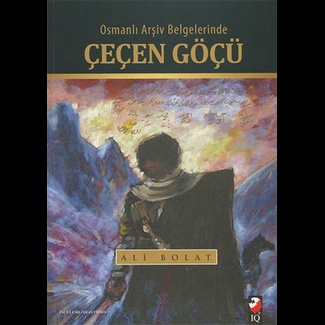 Osmanlı Arşiv Belgelerinde
ÇEÇEN GÖÇÜ
ALİ BOLAT
IQ